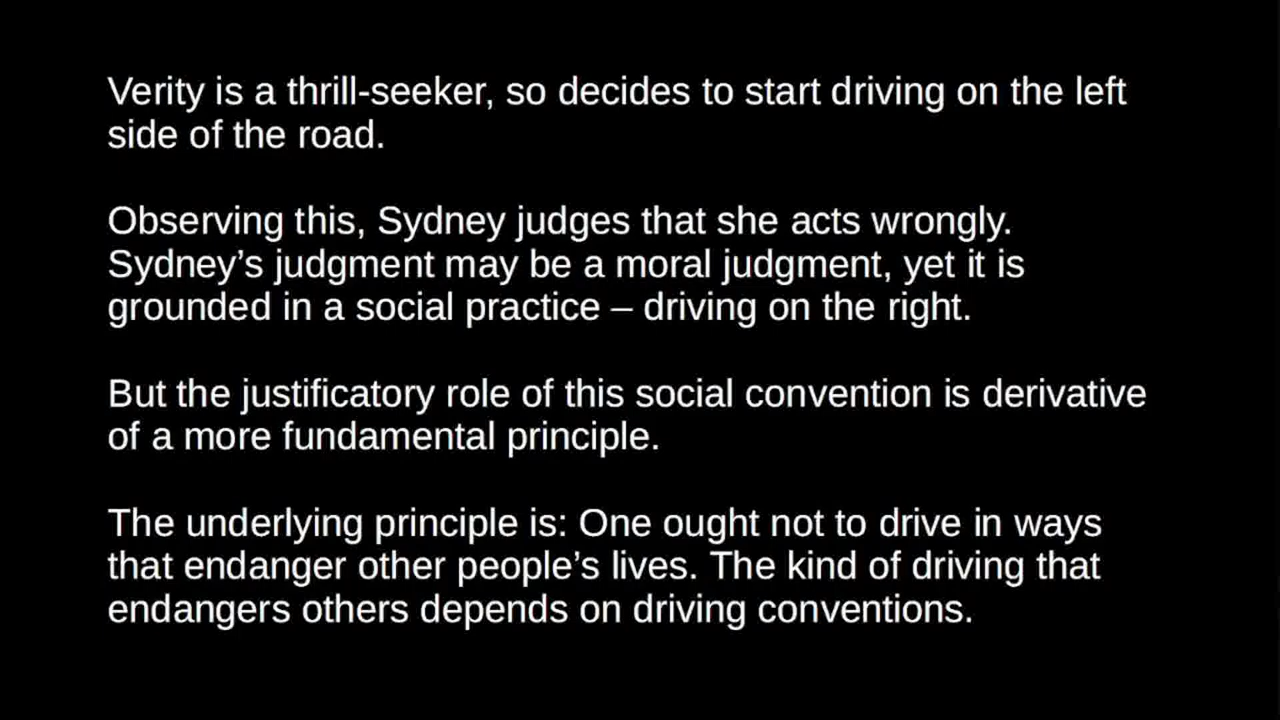 Verity is a thrill-seeker, so decides to start driving on the left
side of the road.
Observing this, Sydney judges that she acts wrongly.
Sydney’s judgment may be a moral judgment, yet it is
grounded in a social practice – driving on the right.
But the justificatory role of this social convention is derivative
of a more fundamental principle.
The underlying principle is: One ought not to drive in ways
that endanger other people’s lives. The kind of driving that
endangers others depends on driving conventions.